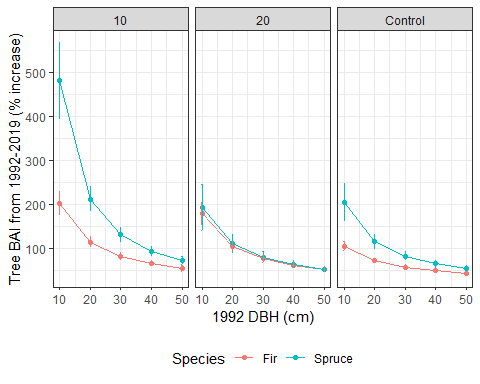 10 20 Control
Tree BAI from 1992-2019 (% increase)
500
400
300
200
100
10 20 30 40 50 10 20 30 40 50 10 20 30 40 50
1992 DBH (cm)
Species Fir Spruce